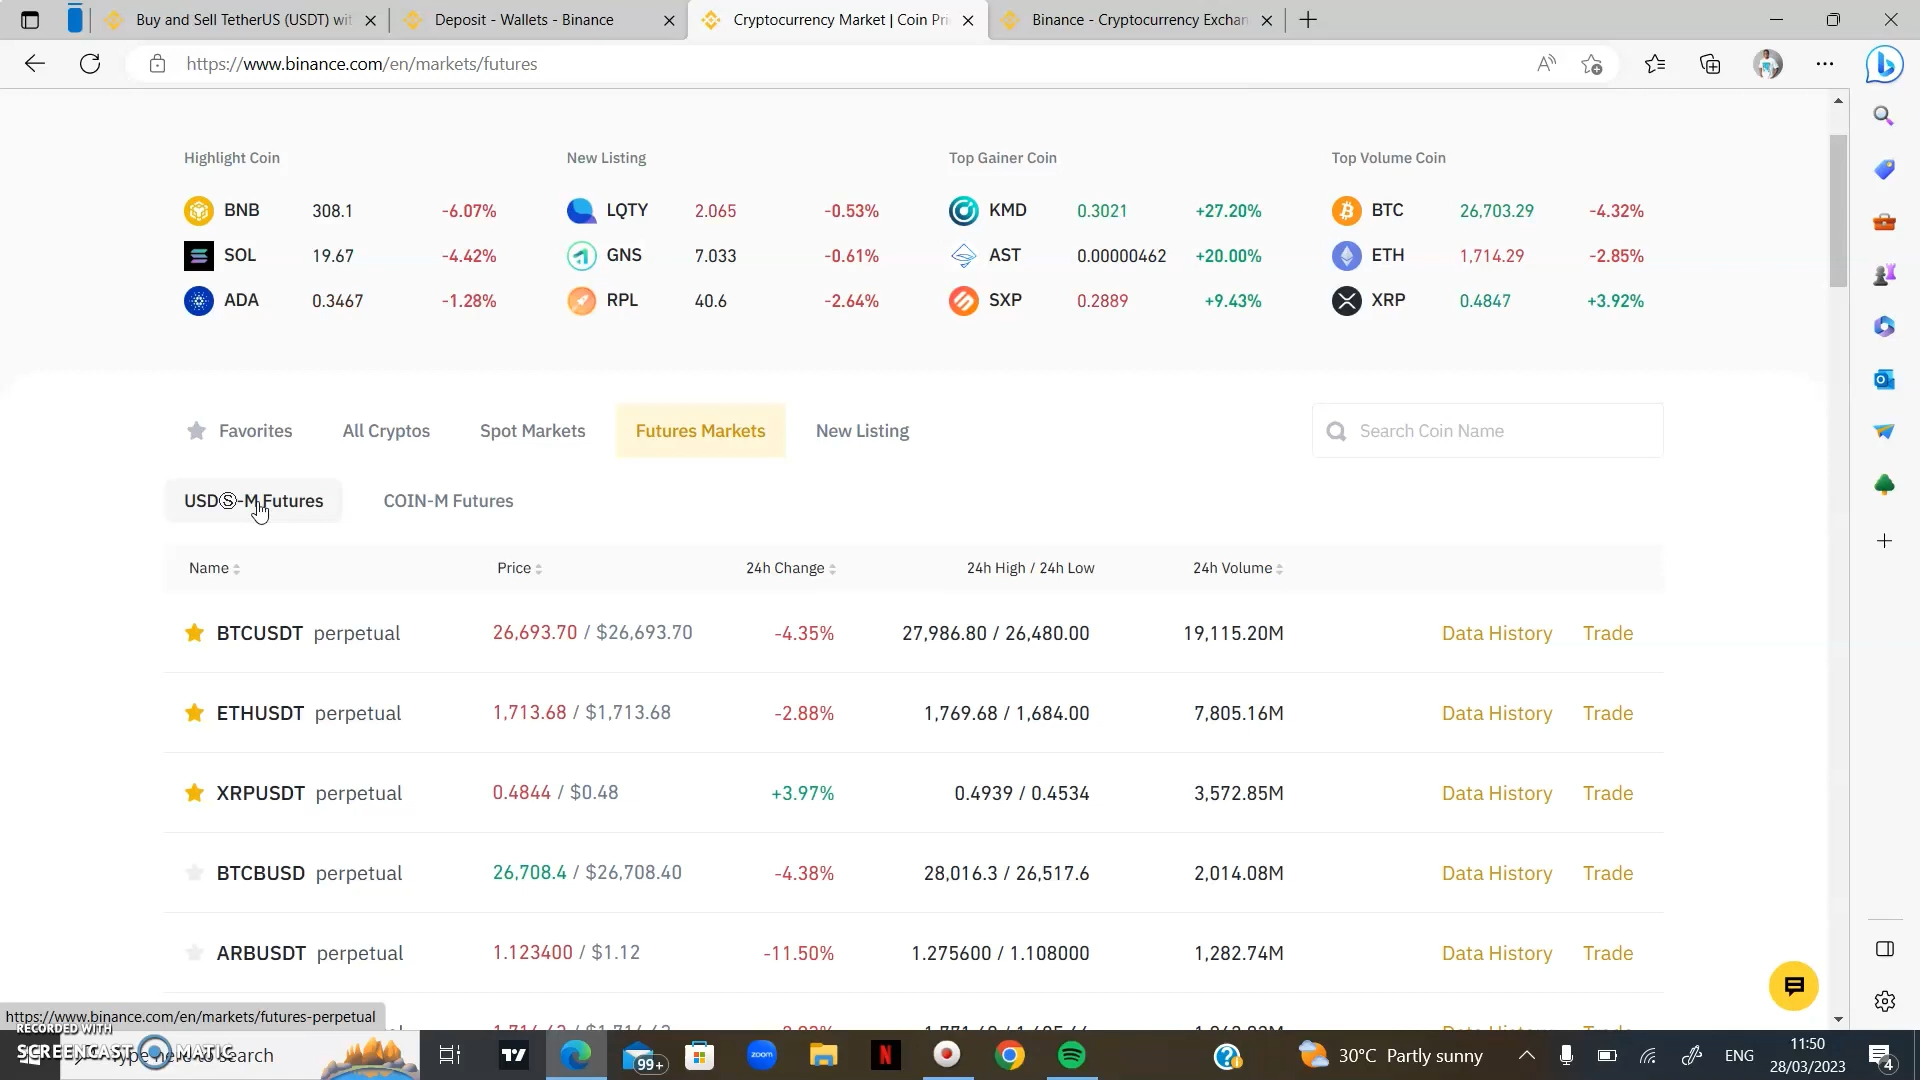 Buy and Sell TetherUS (USDT) wit
Deposit - Wallets - Binance
Cryptocurrency Market | Coin Pri
Binance - Cryptocurrency Exchan
https://www.binance.com/en/markets/futures
Highlight Coin
New Listing
Top Gainer Coin
Top Volume Coin
BNB 308.1 -6.07%
LQTY 2.065 -0.53%
KMD 0.3021 +27.20%
BTC 26,703.29 -4.32%
SOL 19.67 -4.42%
GNS 7.033 -0.61%
AST 0.00000462 +20.00%
ETH 1,714.29 -2.85%
ADA 0.3467 -1.28%
RPL 40.6 -2.64%
SXP 0.2889 +9.43%
XRP 0.4847 +3.92%
Favorites All Cryptos Spot Markets Futures Markets New Listing
Search Coin Name
USDⓈ-M Futures COIN-M Futures
Name Price 24h Change 24h High / 24h Low 24h Volume
BTCUSDT perpetual 26,693.70 / $26,693.70 -4.35% 27,986.80 / 26,480.00 19,115.20M Data History Trade
ETHUSDT perpetual 1,713.68 / $1,713.68 -2.88% 1,769.68 / 1,684.00 7,805.16M Data History Trade
XRPUSDT perpetual 0.4844 / $0.48 +3.97% 0.4939 / 0.4534 3,572.85M Data History Trade
BTCBUSD perpetual 26,708.4 / $26,708.40 -4.38% 28,016.3 / 26,517.6 2,014.08M Data History Trade
ARBUSDT perpetual 1.123400 / $1.12 -11.50% 1.275600 / 1.108000 1,282.74M Data History Trade
https://www.binance.com/en/markets/futures-perpetual
RECORDED WITH
SCREENCAST MATIC
Type here to search
99+
zoom
N
30°C Partly sunny
ENG
11:50
28/03/2023
4